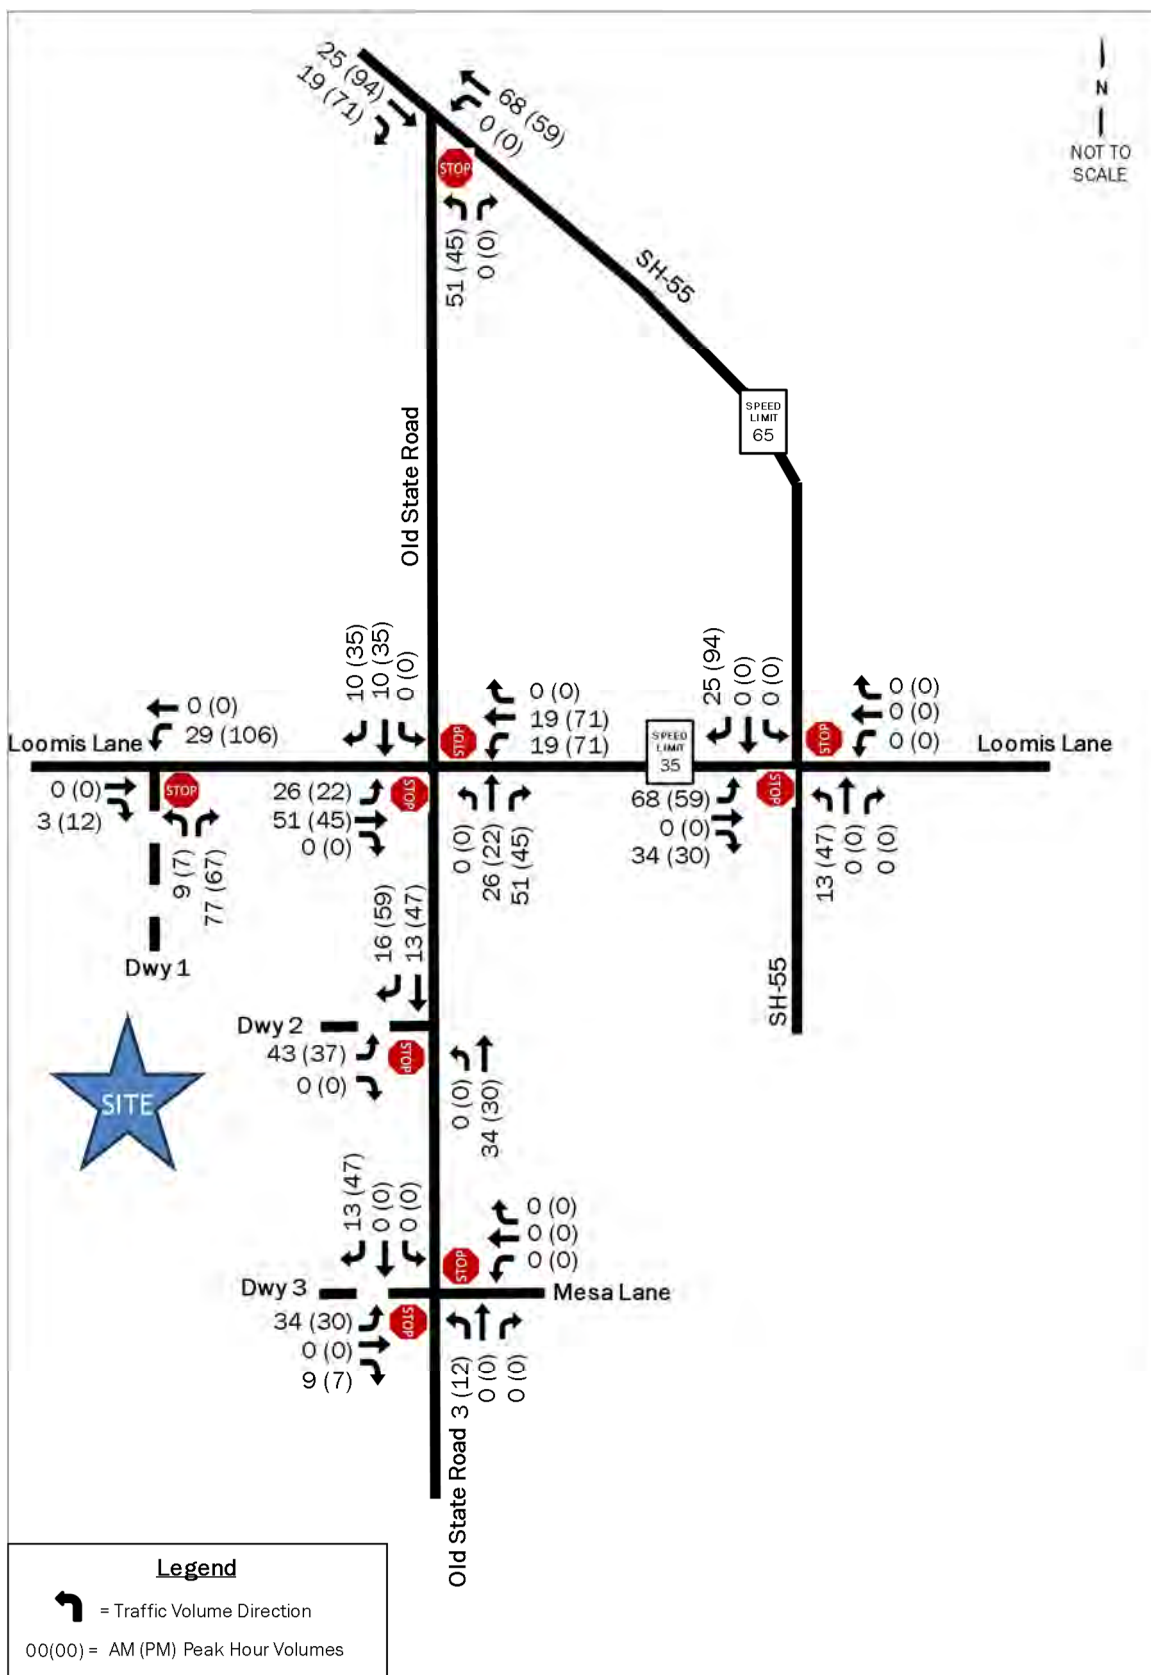 25 (94)
19 (71)
68 (59)
0 (0)
N
NOT TO
SCALE
STOP
51 (45)
0 (0)
SH-55
SPEED
LIMIT
65
Old State Road
10 (35)
10 (35)
0 (0)
25 (94)
0 (0)
0 (0)
0 (0)
29 (106)
0 (0)
19 (71)
19 (71)
0 (0)
0 (0)
0 (0)
Loomis Lane
STOP
SPEED
LIMIT
35
STOP
Loomis Lane
0 (0)
3 (12)
STOP
9 (7)
77 (67)
26 (22)
51 (45)
0 (0)
STOP
0 (0)
26 (22)
51 (45)
68 (59)
0 (0)
34 (30)
STOP
13 (47)
0 (0)
0 (0)
16 (59)
13 (47)
Dwy 1
SH-55
Dwy 2
43 (37)
0 (0)
STOP
0 (0)
34 (30)
SITE
13 (47)
0 (0)
0 (0)
0 (0)
0 (0)
0 (0)
STOP
Dwy 3
Mesa Lane
34 (30)
0 (0)
9 (7)
STOP
3 (12)
0 (0)
0 (0)
Old State Road
Legend
= Traffic Volume Direction
00(00) = AM (PM) Peak Hour Volumes